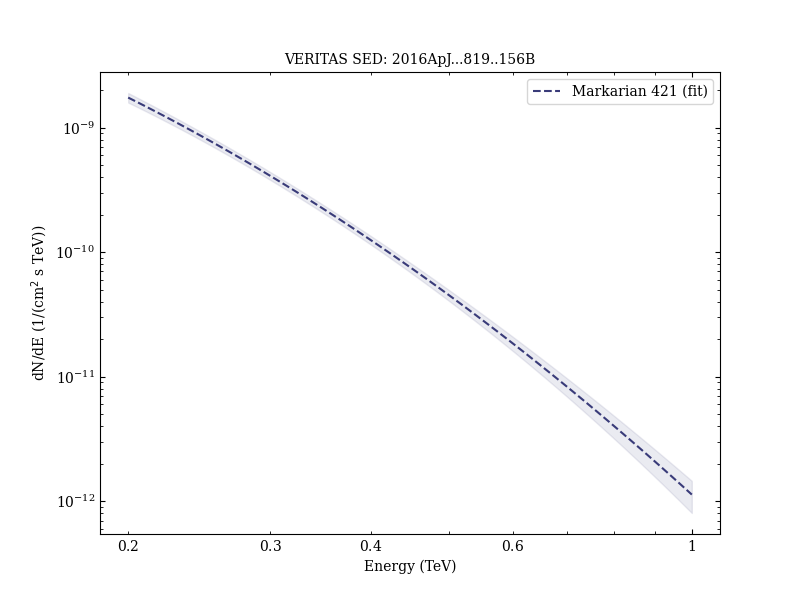 VERITAS SED: 2016ApJ...819..156B
Markarian 421 (fit)
10⁻⁹
10⁻¹⁰
10⁻¹¹
10⁻¹²
dN/dE (1/(cm² s TeV))
0.2 0.3 0.4 0.6 1
Energy (TeV)